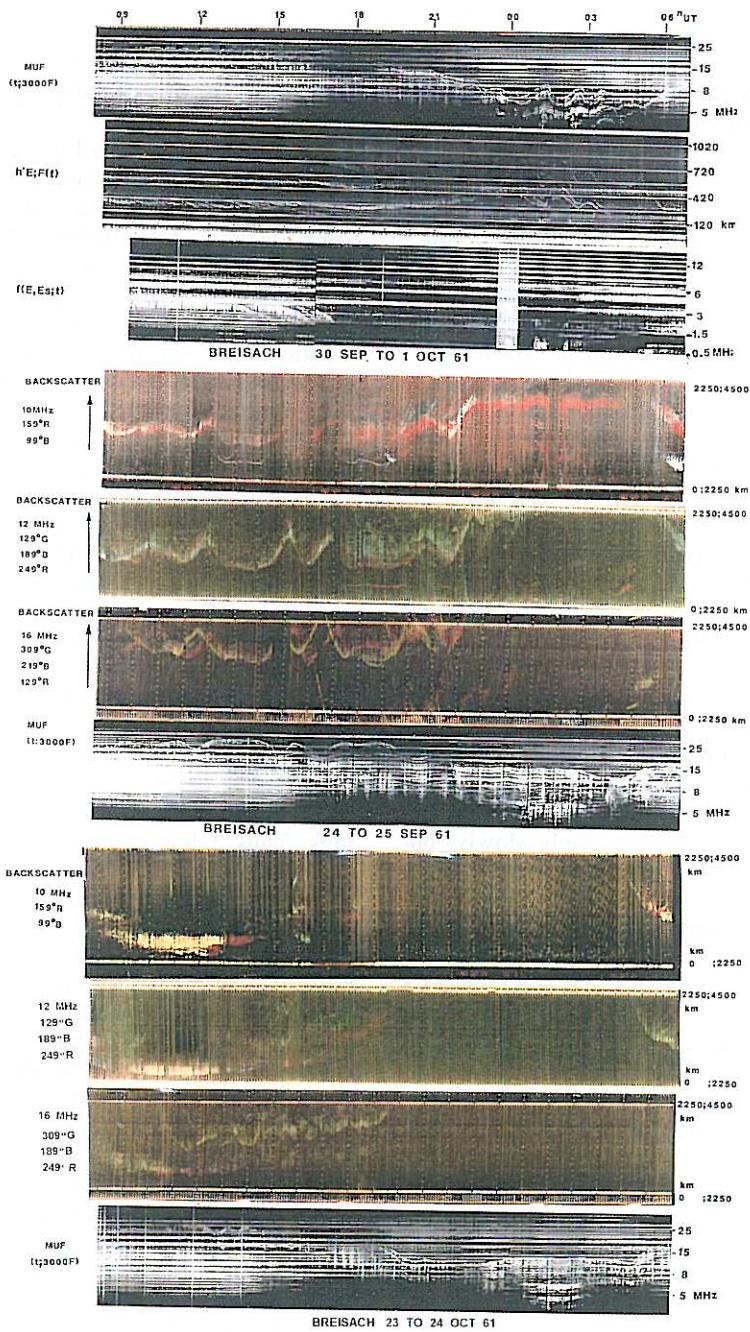 09 12 15 18 21 00 03 06 h UT
MUF
(t;3000F)
25
15
8
5 MHz
h'E;F(t)
1020
720
420
120 km
f(E,Es;t)
12
6
3
1.5
0.5 MHz
BREISACH 30 SEP. TO 1 OCT 61
BACKSCATTER
10MHz
159°R
99°B
2250;4500
0;2250 km
BACKSCATTER
12 MHz
129°G
189°B
249°R
2250;4500
0;2250 km
BACKSCATTER
16 MHz
309°G
219°B
129°R
2250;4500
0;2250 km
MUF
(t:3000F)
25
15
8
5 MHz
BREISACH 24 TO 25 SEP 61
BACKSCATTER
10 MHz
159°R
99°B
2250;4500
km
km
0 ;2250
12 MHz
129°G
189°B
249°R
2250;4500
km
km
0 ;2250
16 MHz
309°G
189°B
249°R
2250;4500
km
km
0 ;2250
MUF
(t;3000F)
25
15
8
5 MHz
BREISACH 23 TO 24 OCT 61